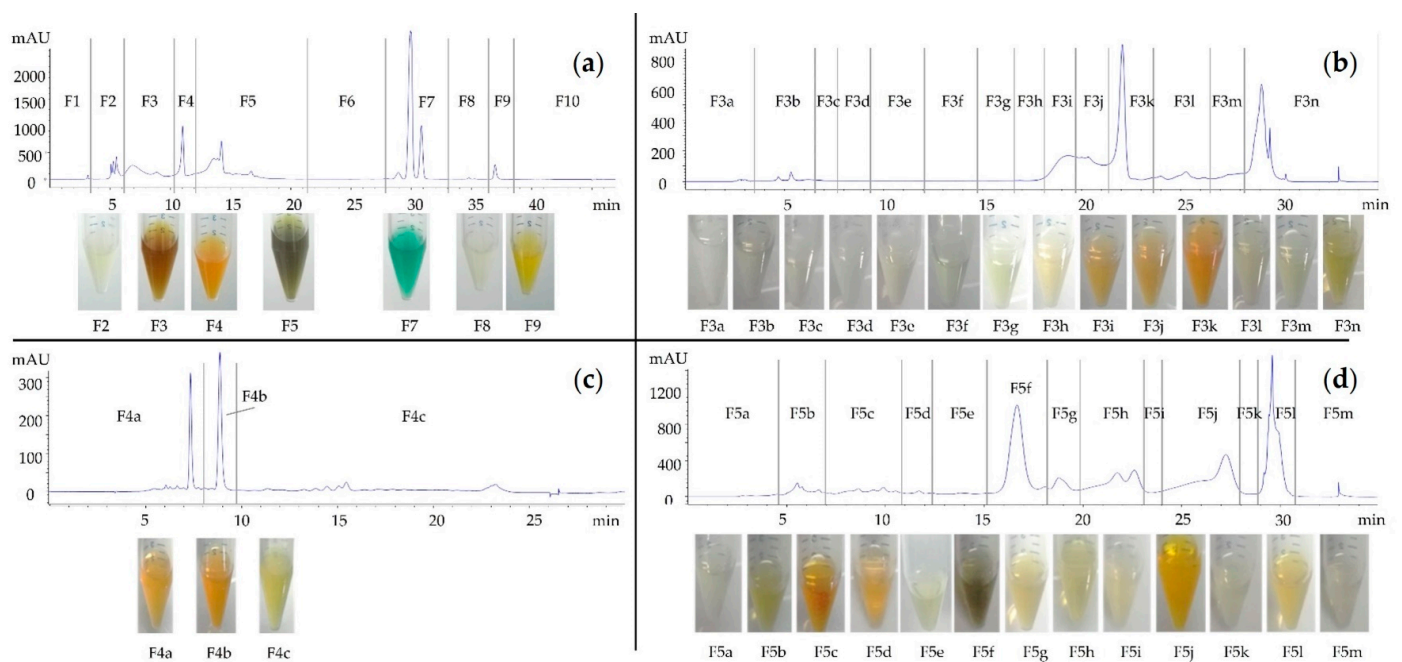 mAU
(a)
2000
1500
1000
500
0
F1 F2 F3 F4 F5 F6 F7 F8 F9 F10
5 10 15 20 25 30 35 40 min
F2 F3 F4 F5 F7 F8 F9
mAU
(b)
800
600
400
200
0
F3a F3b F3c F3d F3e F3f F3g F3h F3i F3j F3k F3l F3m F3n
5 10 15 20 25 30 35 min
F3a F3b F3c F3d F3e F3f F3g F3h F3i F3j F3k F3l F3m F3n
mAU
(c)
300
200
100
0
F4a F4b F4c
5 10 15 20 25 min
F4a F4b F4c
mAU
(d)
1200
800
400
0
F5a F5b F5c F5d F5e F5f F5g F5h F5i F5j F5k F5l F5m
5 10 15 20 25 30 min
F5a F5b F5c F5d F5e F5f F5g F5h F5i F5j F5k F5l F5m